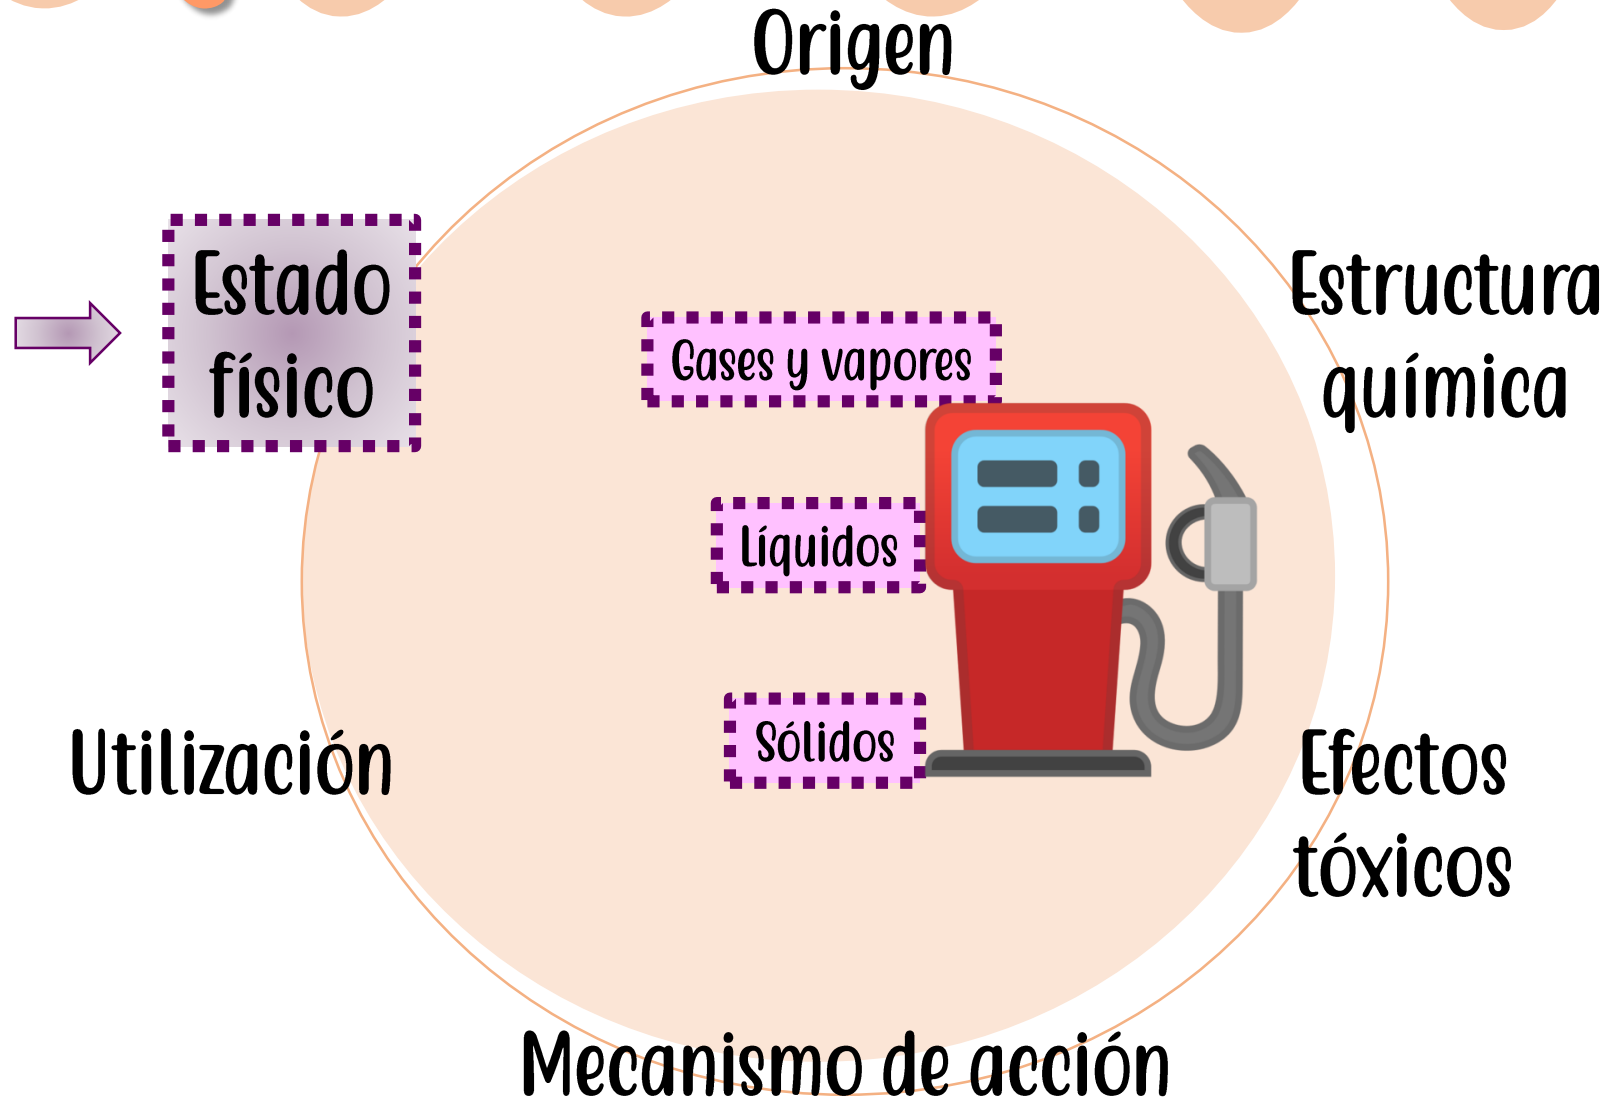 Origen
Estado
físico
Gases y vapores
Estructura
química
Líquidos
Sólidos
Utilización
Efectos
tóxicos
Mecanismo de acción